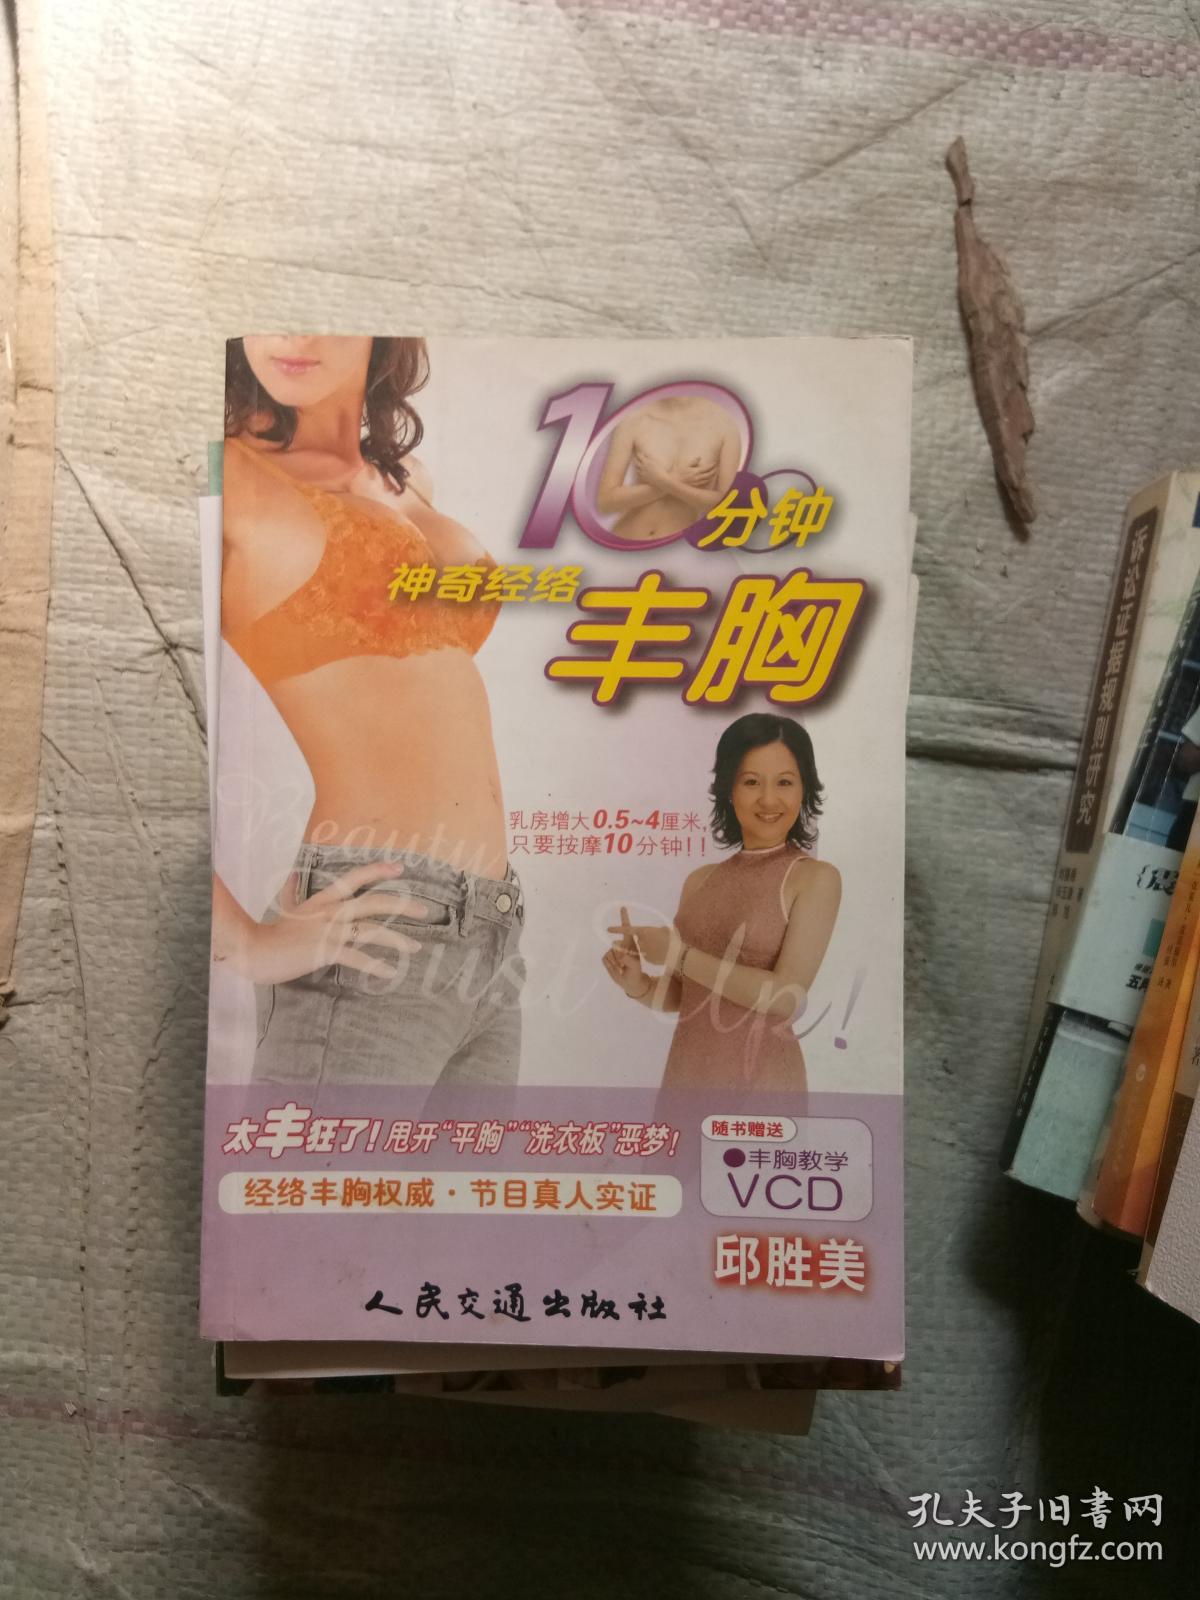 10分钟
神奇经络
丰胸
乳房增大0.5~4厘米,
只要按摩10分钟!!
Beauty
Bust Up!
太丰狂了!甩开“平胸”“洗衣板”恶梦!
经络丰胸权威·节目真人实证
随书赠送
●丰胸教学
VCD
邱胜美
人民交通出版社
诉讼证据规则研究
孔夫子旧书网
www.kongfz.com